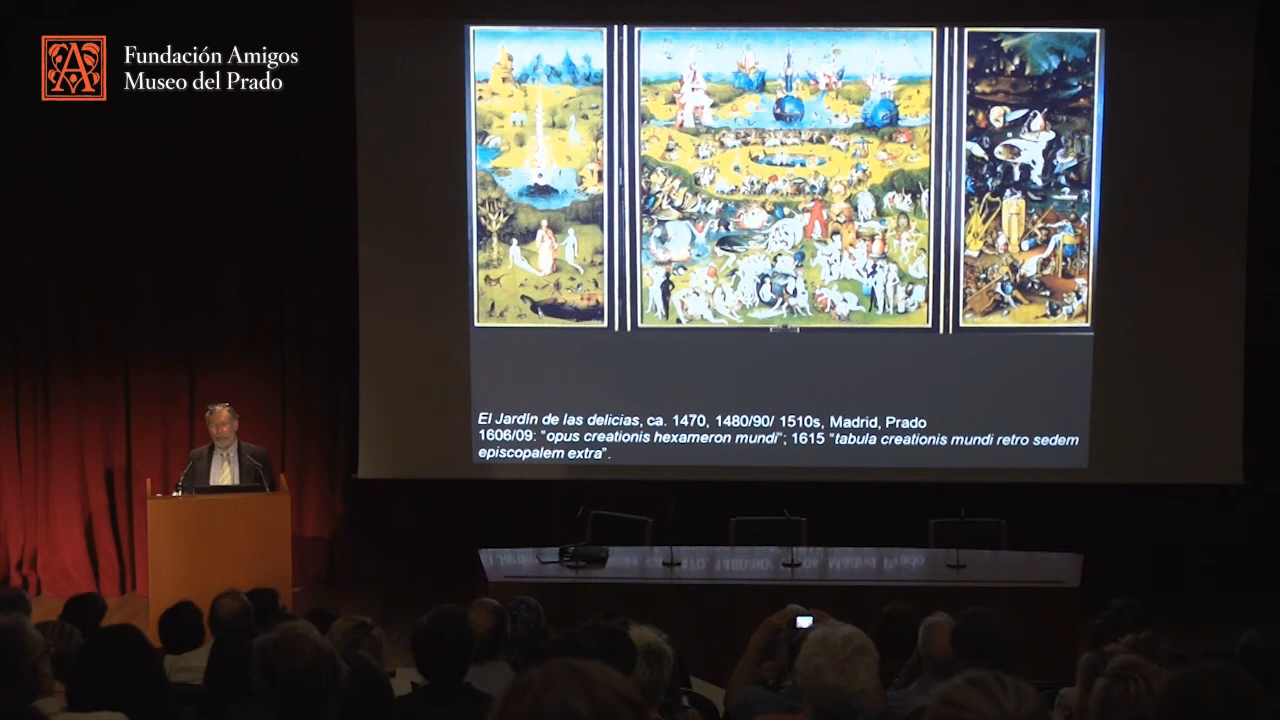 Fundación Amigos
Museo del Prado
El Jardín de las delicias, ca. 1470, 1480/90/ 1510s, Madrid, Prado
1606/09: “opus creationis hexameron mundi”; 1615 “tabula creationis mundi retro sedem
episcopalem extra”.